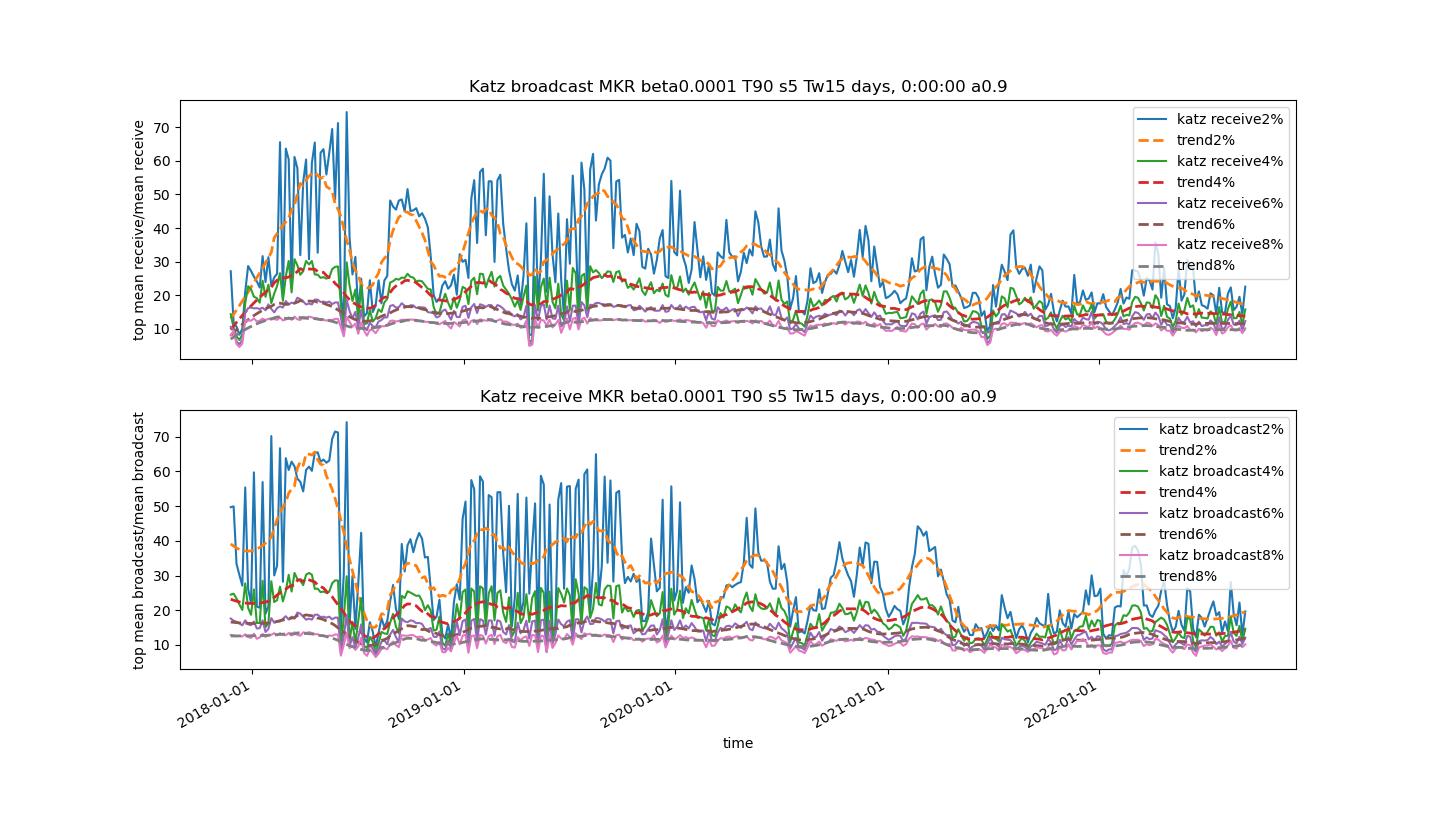 Katz broadcast MKR beta0.0001 T90 s5 Tw15 days, 0:00:00 a0.9
top mean receive/mean receive
70
60
50
40
30
20
10
katz receive2%
trend2%
katz receive4%
trend4%
katz receive6%
trend6%
katz receive8%
trend8%
Katz receive MKR beta0.0001 T90 s5 Tw15 days, 0:00:00 a0.9
top mean broadcast/mean broadcast
70
60
50
40
30
20
10
katz broadcast2%
trend2%
katz broadcast4%
trend4%
katz broadcast6%
trend6%
katz broadcast8%
trend8%
2018-01-01
2019-01-01
2020-01-01
2021-01-01
2022-01-01
time